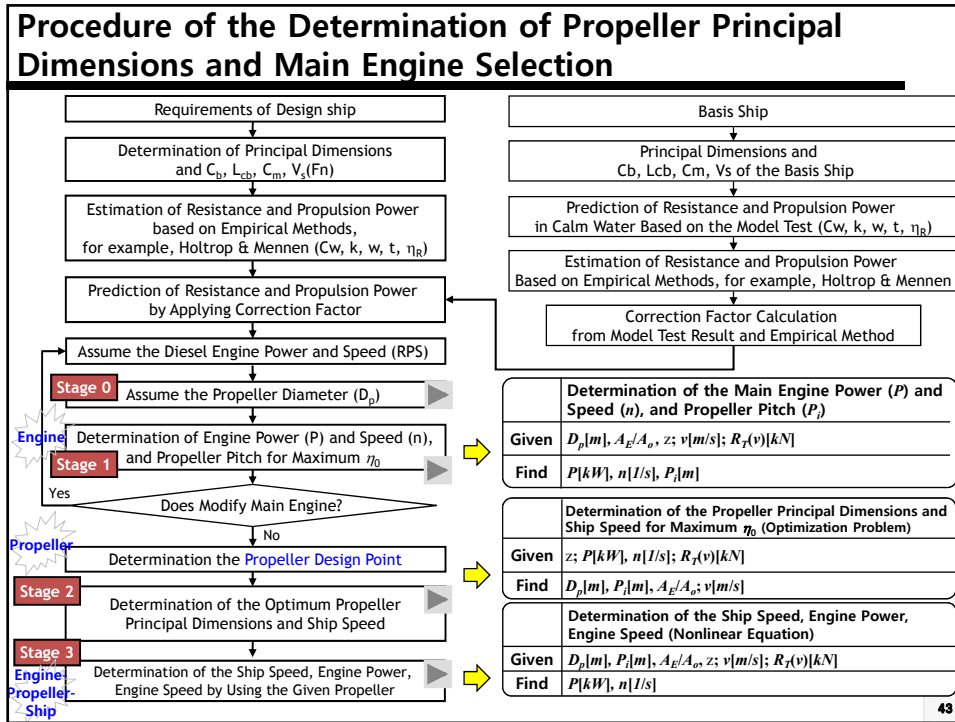 Procedure of the Determination of Propeller Principal
Dimensions and Main Engine Selection
Requirements of Design ship
Determination of Principal Dimensions
and Cb, Lcb, Cm, Vs(Fn)
Estimation of Resistance and Propulsion Power
based on Empirical Methods,
for example, Holtrop & Mennen (Cw, k, w, t, ηR)
Prediction of Resistance and Propulsion Power
by Applying Correction Factor
Assume the Diesel Engine Power and Speed (RPS)
Stage 0
Assume the Propeller Diameter (Dp)
Engine
Determination of Engine Power (P) and Speed (n),
and Propeller Pitch for Maximum η0
Stage 1
Yes
Does Modify Main Engine?
No
Propeller
Determination the Propeller Design Point
Stage 2
Determination of the Optimum Propeller
Principal Dimensions and Ship Speed
Stage 3
Engine-
Propeller-
Ship
Determination of the Ship Speed, Engine Power,
Engine Speed by Using the Given Propeller
Basis Ship
Principal Dimensions and
Cb, Lcb, Cm, Vs of the Basis Ship
Prediction of Resistance and Propulsion Power
in Calm Water Based on the Model Test (Cw, k, w, t, ηR)
Estimation of Resistance and Propulsion Power
Based on Empirical Methods, for example, Holtrop & Mennen
Correction Factor Calculation
from Model Test Result and Empirical Method
Determination of the Main Engine Power (P) and
Speed (n), and Propeller Pitch (Pi)
Given Dp[m], AE/Ao, z; v[m/s]; RT(v)[kN]
Find P[kW], n[1/s], Pi[m]
Determination of the Propeller Principal Dimensions and
Ship Speed for Maximum η0 (Optimization Problem)
Given z; P[kW], n[1/s]; RT(v)[kN]
Find Dp[m], Pi[m], AE/Ao; v[m/s]
Determination of the Ship Speed, Engine Power,
Engine Speed (Nonlinear Equation)
Given Dp[m], Pi[m], AE/Ao, z; v[m/s]; RT(v)[kN]
Find P[kW], n[1/s]
43